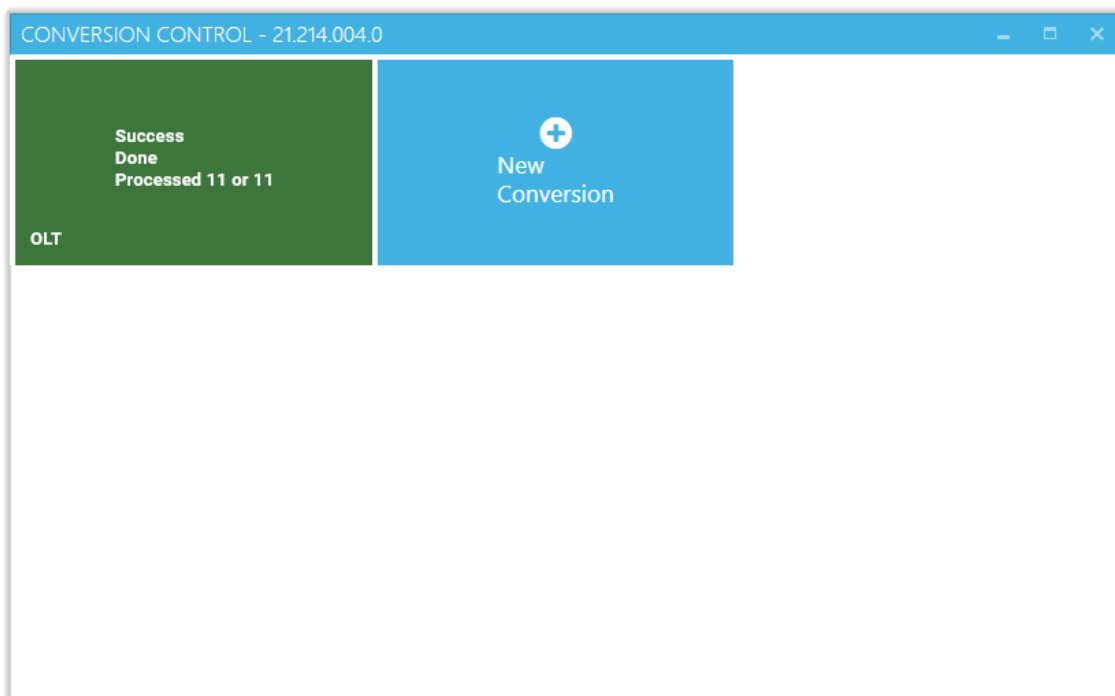 CONVERSION CONTROL - 21.214.004.0
Success
Done
Processed 11 or 11
OLT
New
Conversion